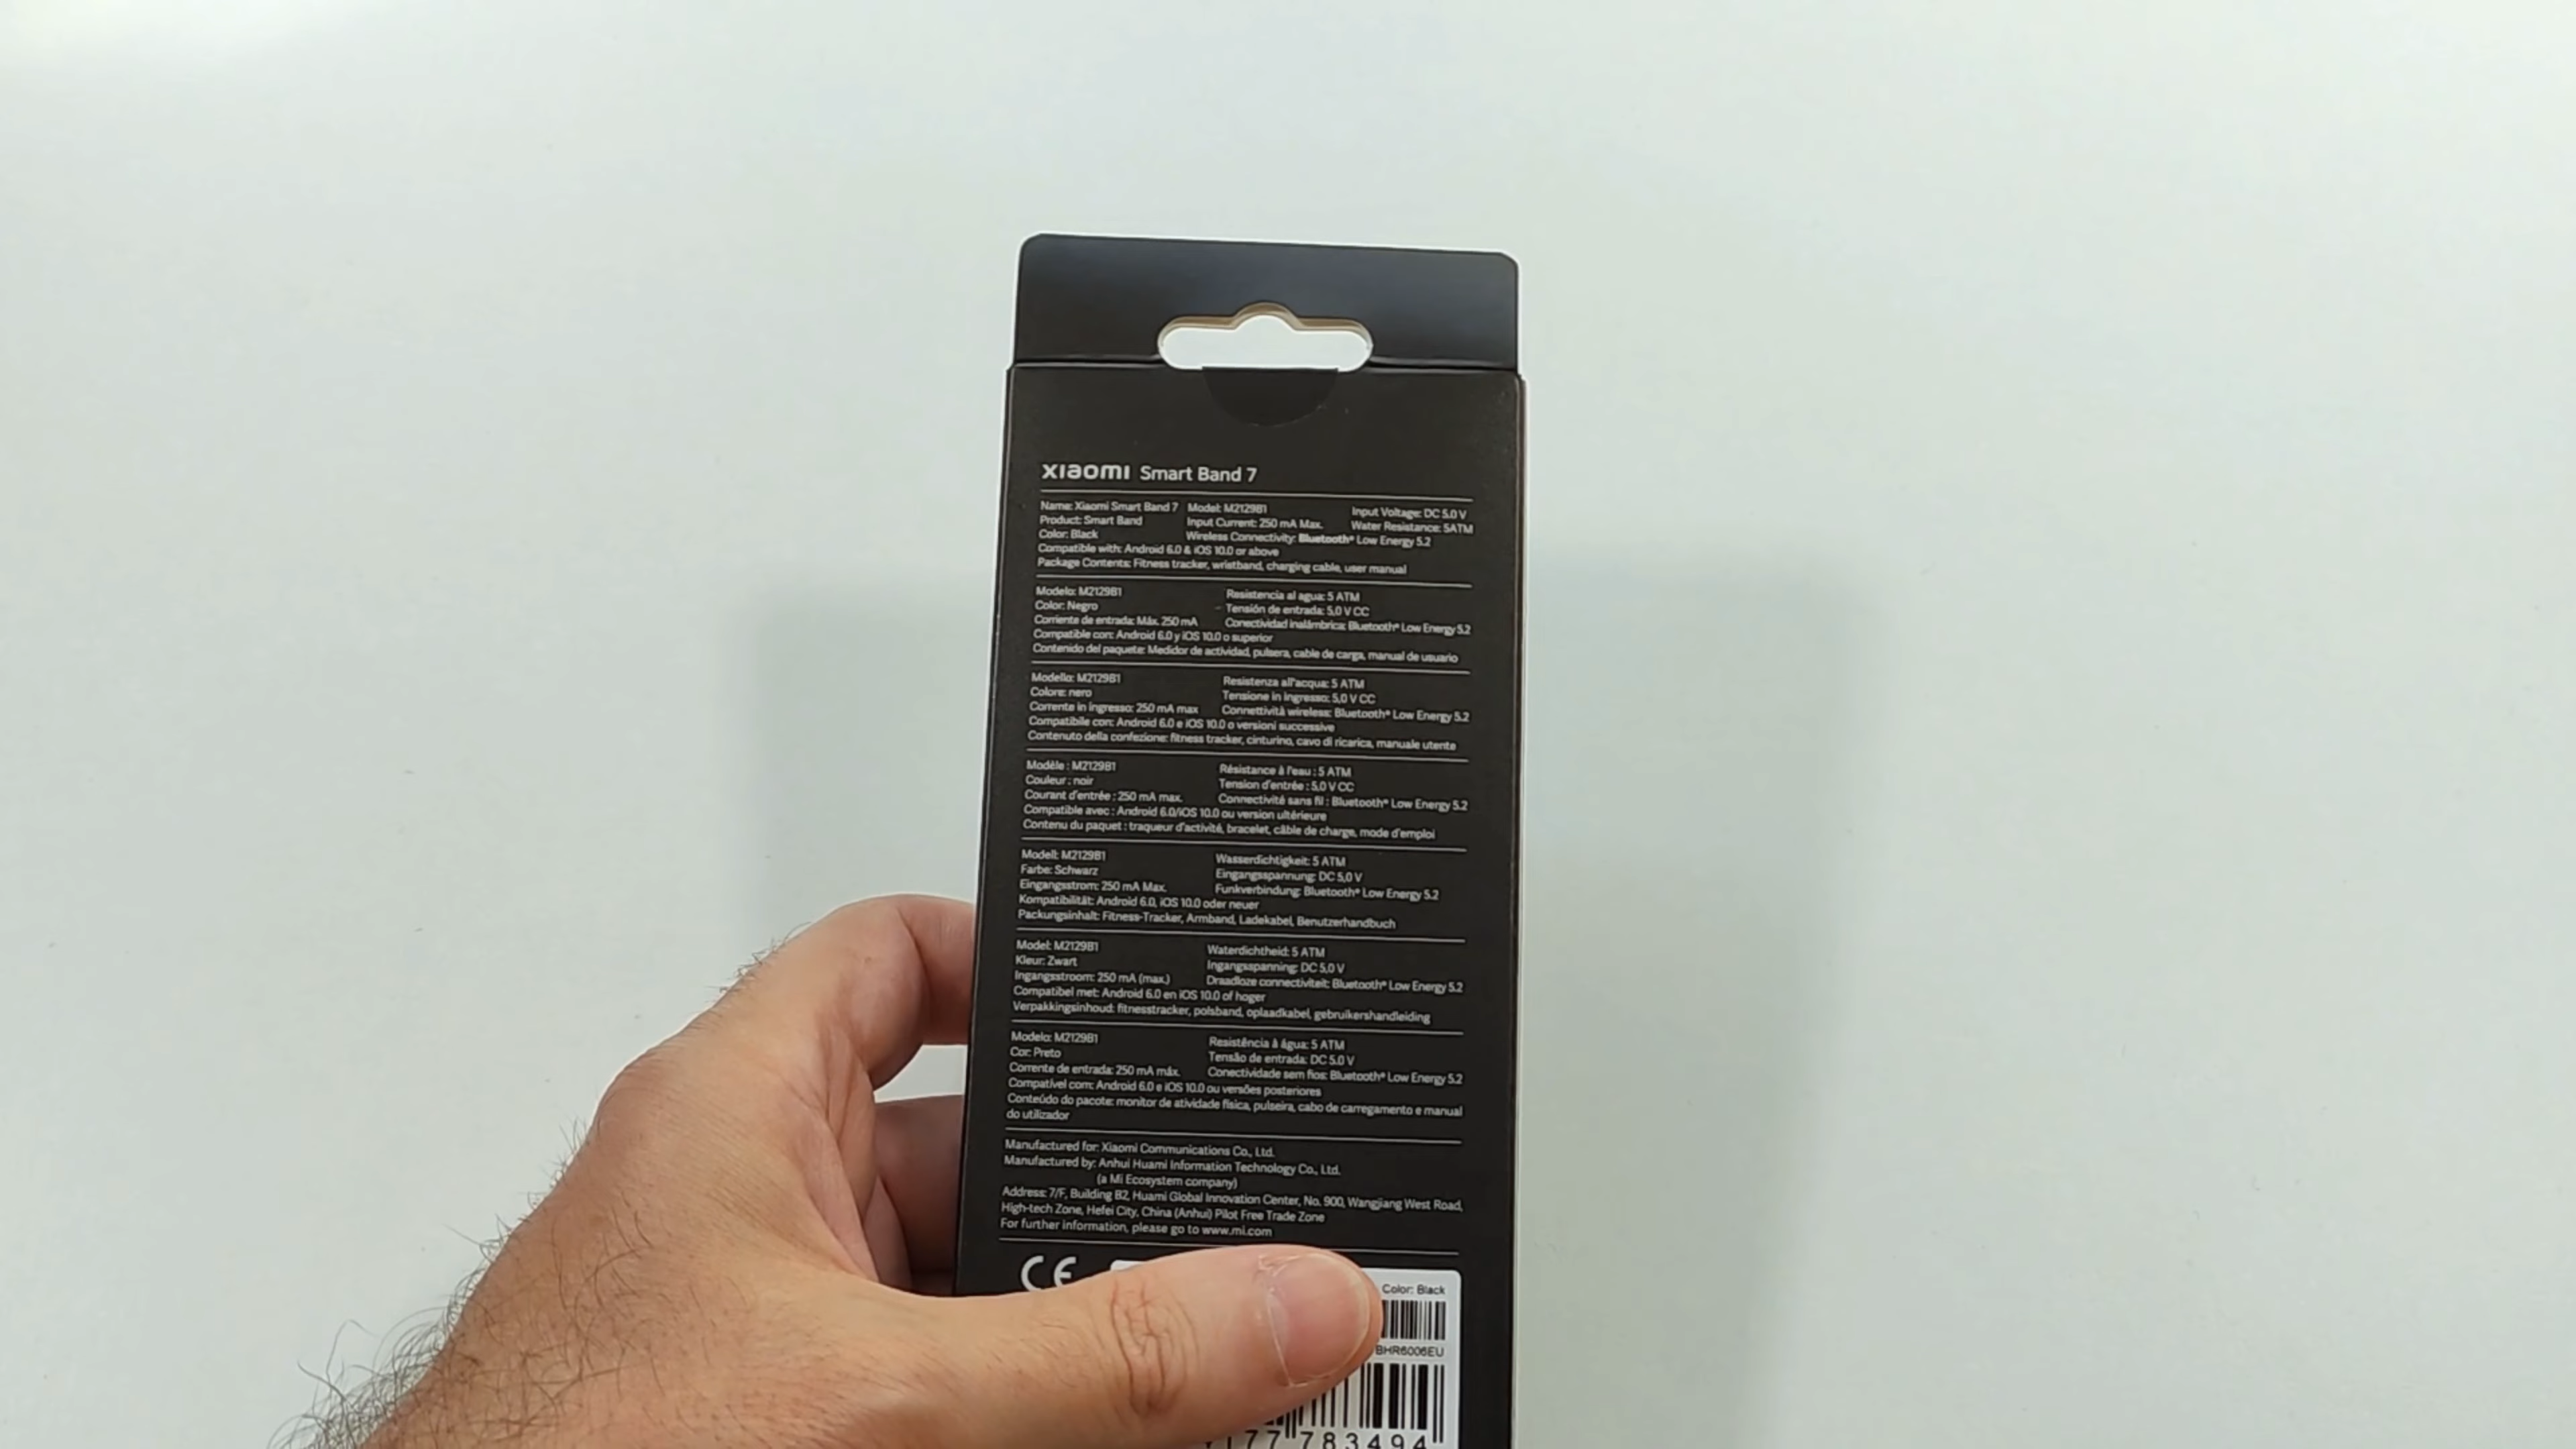 xiaomi Smart Band 7
Name: Xiaomi Smart Band 7 Model: M2129B1 Input Voltage: DC 5.0 V
Product: Smart Band Input Current: 250 mA Max. Water Resistance: 5ATM
Color: Black Wireless Connectivity: Bluetooth® Low Energy 5.2
Compatible with: Android 6.0 & iOS 10.0 or above
Package Contents: Fitness tracker, wristband, charging cable, user manual
Modelo: M2129B1 Resistencia al agua: 5 ATM
Color: Negro Tensión de entrada: 5,0 V CC
Corriente de entrada: Máx. 250 mA Conectividad inalámbrica: Bluetooth® Low Energy 5.2
Compatible con: Android 6.0 y iOS 10.0 o superior
Contenido del paquete: Medidor de actividad, pulsera, cable de carga, manual de usuario
Modello: M2129B1 Resistenza all'acqua: 5 ATM
Colore: nero Tensione in ingresso: 5,0 V CC
Corrente in ingresso: 250 mA max Connettività wireless: Bluetooth® Low Energy 5.2
Compatibile con: Android 6.0 e iOS 10.0 o versioni successive
Contenuto della confezione: fitness tracker, cinturino, cavo di ricarica, manuale utente
Modèle : M2129B1 Résistance à l'eau : 5 ATM
Couleur : noir Tension d'entrée : 5,0 V CC
Courant d'entrée : 250 mA max. Connectivité sans fil : Bluetooth® Low Energy 5.2
Compatible avec : Android 6.0/iOS 10.0 ou version ultérieure
Contenu du paquet : traqueur d'activité, bracelet, câble de charge, mode d'emploi
Modell: M2129B1 Wasserdichtigkeit: 5 ATM
Farbe: Schwarz Eingangsspannung: DC 5,0 V
Eingangsstrom: 250 mA Max. Funkverbindung: Bluetooth® Low Energy 5.2
Kompatibilität: Android 6.0, iOS 10.0 oder neuer
Packungsinhalt: Fitness-Tracker, Armband, Ladekabel, Benutzerhandbuch
Model: M2129B1 Waterdichtheid: 5 ATM
Kleur: Zwart Ingangsspanning: DC 5,0 V
Ingangsstroom: 250 mA (max.) Draadloze connectiviteit: Bluetooth® Low Energy 5.2
Compatibel met: Android 6.0 en iOS 10.0 of hoger
Verpakkingsinhoud: fitnesstracker, polsband, oplaadkabel, gebruikershandleiding
Modelo: M2129B1 Resistência à água: 5 ATM
Cor: Preto Tensão de entrada: DC 5.0 V
Corrente de entrada: 250 mA máx. Conectividade sem fios: Bluetooth® Low Energy 5.2
Compatível com: Android 6.0 e iOS 10.0 ou versões posteriores
Conteúdo do pacote: monitor de atividade física, pulseira, cabo de carregamento e manual
do utilizador
Manufactured for: Xiaomi Communications Co., Ltd.
Manufactured by: Anhui Huami Information Technology Co., Ltd.
(a Mi Ecosystem company)
Address: 7/F, Building B2, Huami Global Innovation Center, No. 900, Wangjiang West Road,
High-tech Zone, Hefei City, China (Anhui) Pilot Free Trade Zone
For further information, please go to www.mi.com
CE Color: Black
BHR6006EU
177 783494